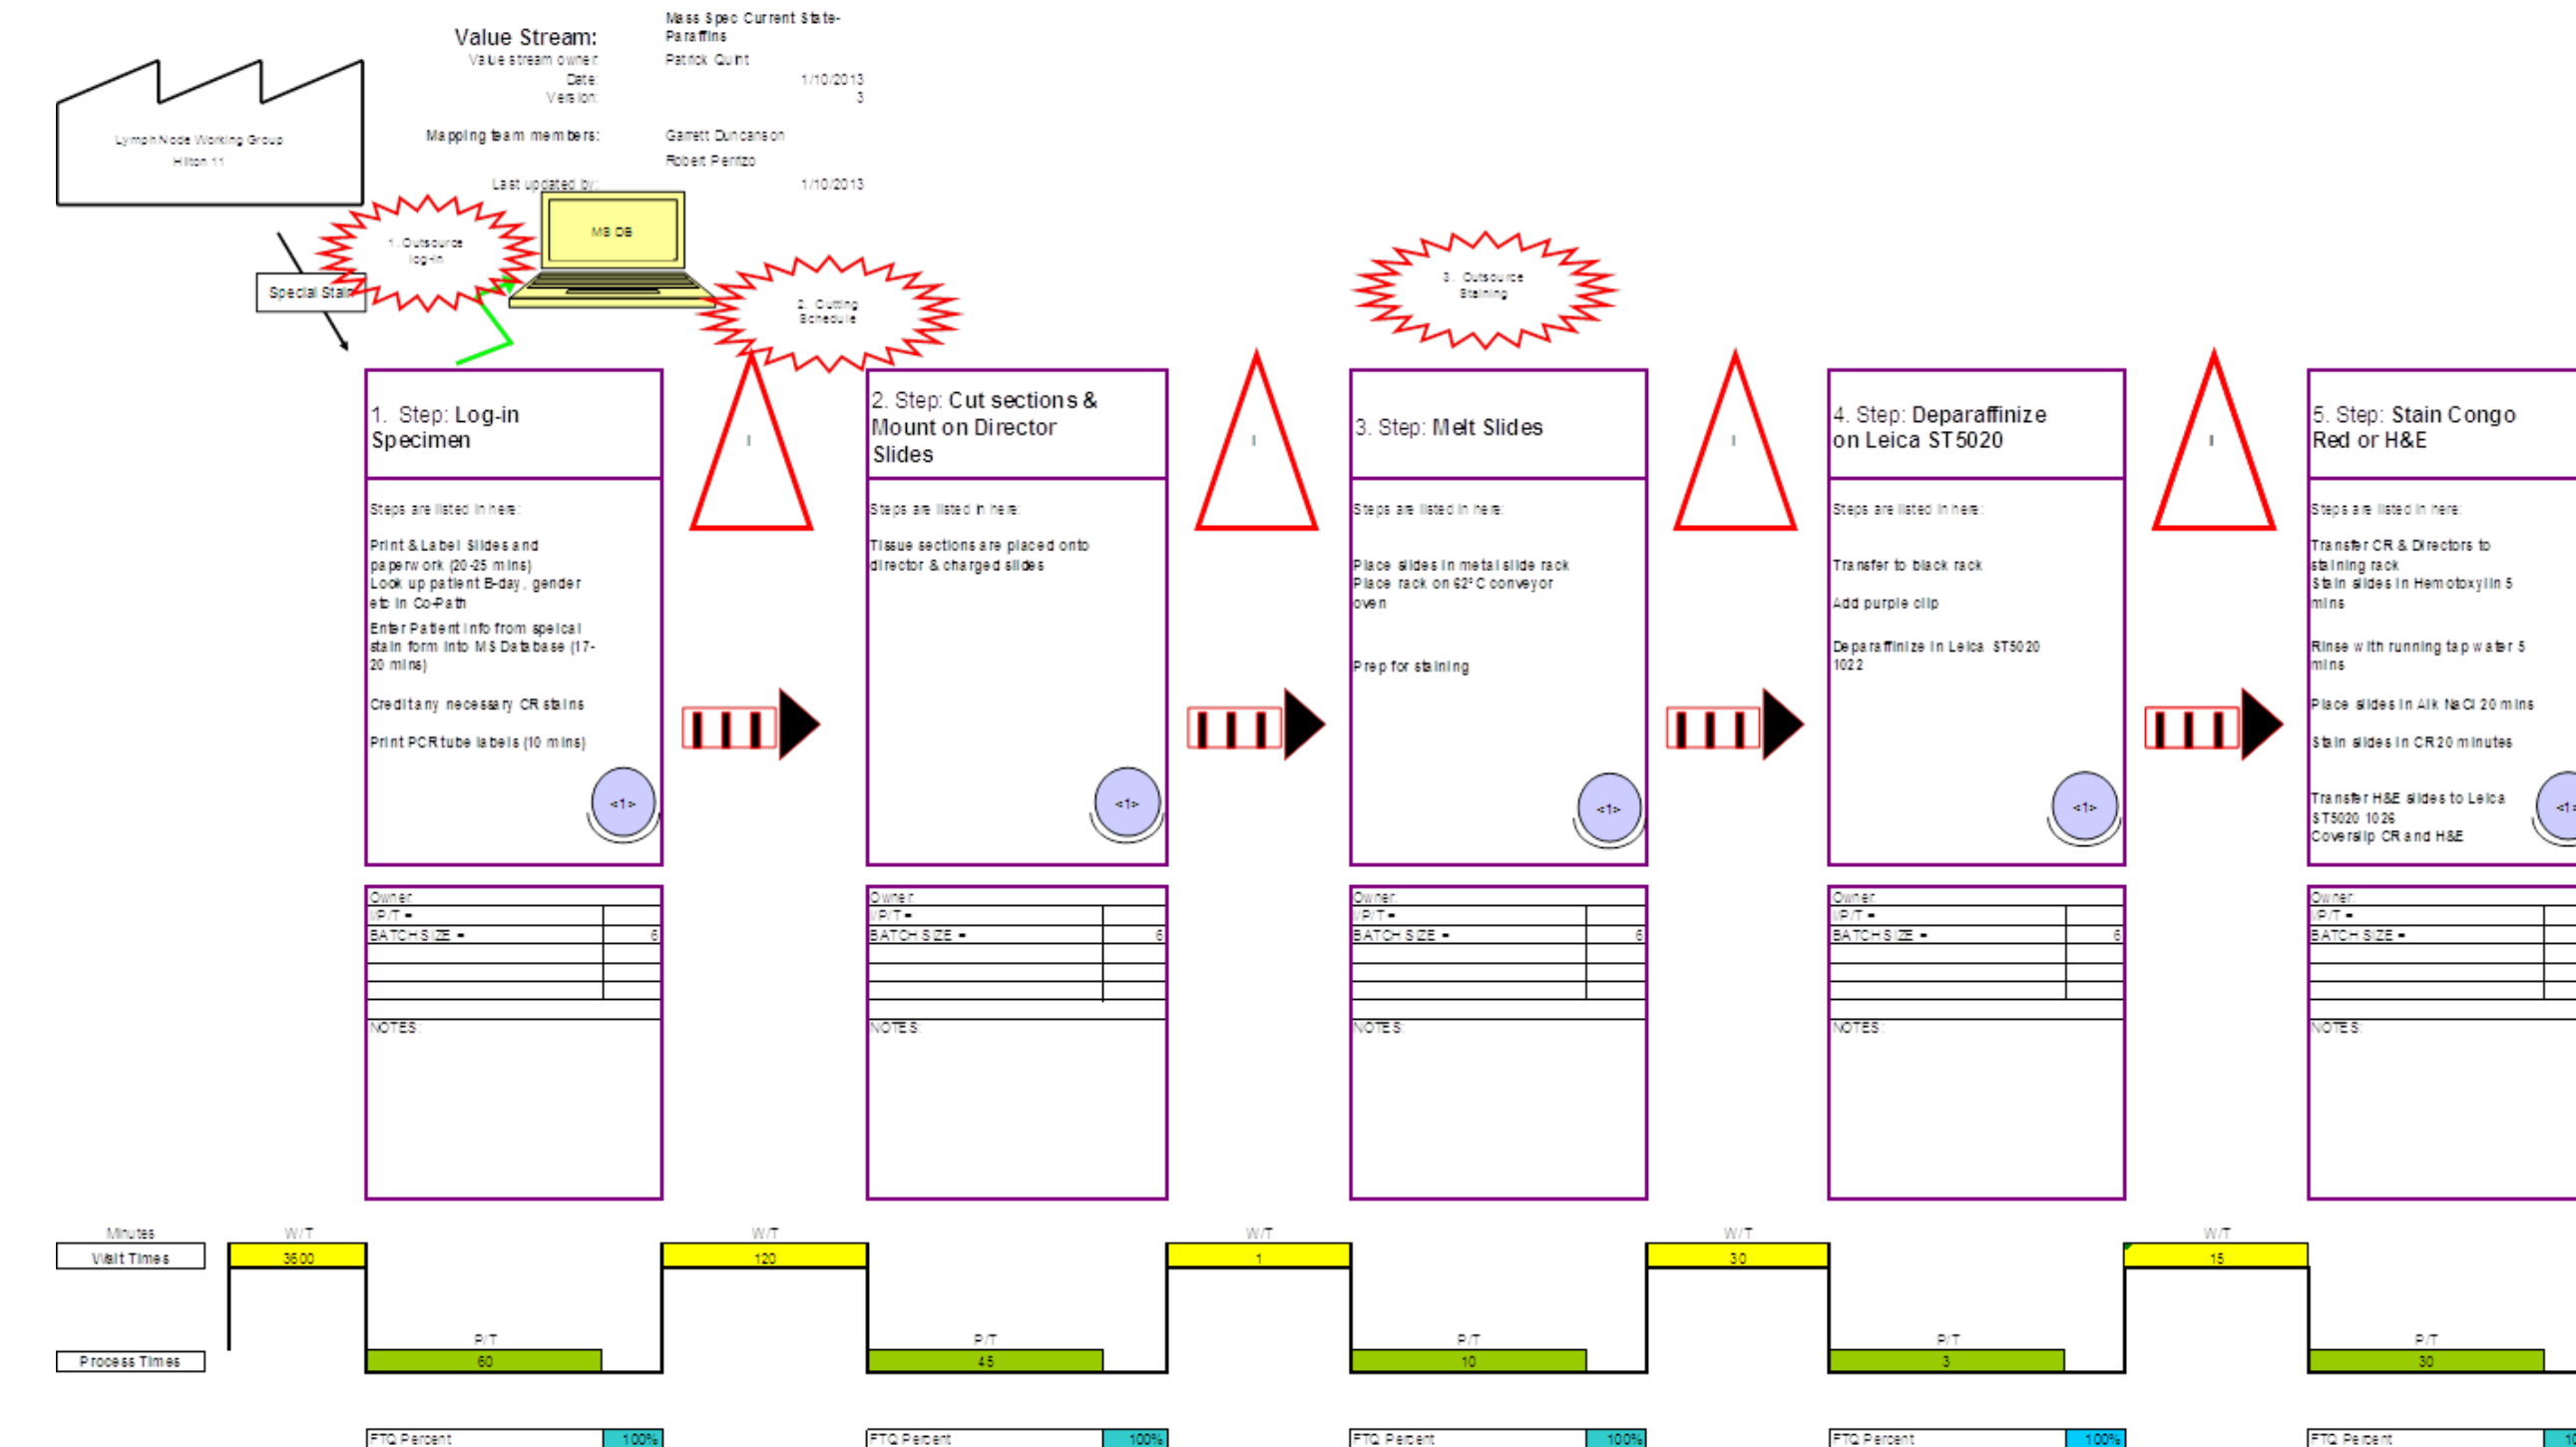 Value Stream:
Mass Spec Current State-
Paraffins
Value stream owner:
Patrick Quint
Date:
1/10/2013
Version:
3
Mapping team members:
Garrett Duncanson
Robert Perrizo
Last updated by:
1/10/2013
Lymph Node Working Group
Hilton 11
Special Stain
1. Outsource
log-in
MS DB
2. Cutting
Schedule
3. Outsource
Staining
1. Step: Log-in
Specimen
Steps are listed in here:
Print & Label Slides and
paperwork (20-25 mins)
Look up patient B-day, gender
etc in Co-Path
Enter Patient Info from speical
stain form into MS Database (17-
20 mins)
Credit any necessary CR stains
Print PCR tube labels (10 mins)
<1>
I
2. Step: Cut sections &
Mount on Director
Slides
Steps are listed in here:
Tissue sections are placed onto
director & charged slides
<1>
I
3. Step: Melt Slides
Steps are listed in here:
Place slides in metal slide rack
Place rack on 62°C conveyor
oven
Prep for staining
<1>
I
4. Step: Deparaffinize
on Leica ST5020
Steps are listed in here:
Transfer to black rack
Add purple clip
Deparaffinize in Leica ST5020
1022
<1>
I
5. Step: Stain Congo
Red or H&E
Steps are listed in here:
Transfer CR & Directors to
staining rack
Stain slides in Hemotoxylin 5
mins
Rinse with running tap water 5
mins
Place slides in Alk NaCl 20 mins
Stain slides in CR 20 minutes
Transfer H&E slides to Leica
ST5020 1026
Coverslip CR and H&E
<1
Owner:
I/P/T =
BATCH SIZE = 6
NOTES:
Owner:
I/P/T =
BATCH SIZE = 6
NOTES:
Owner:
I/P/T =
BATCH SIZE = 6
NOTES:
Owner:
I/P/T =
BATCH SIZE = 6
NOTES:
Owner:
I/P/T =
BATCH SIZE =
NOTES:
Minutes
Wait Times
W/T
3600
W/T
120
W/T
1
W/T
30
W/T
15
Process Times
P/T
60
P/T
45
P/T
10
P/T
3
P/T
30
FTQ Percent 100%
FTQ Percent 100%
FTQ Percent 100%
FTQ Percent 100%
FTQ Percent